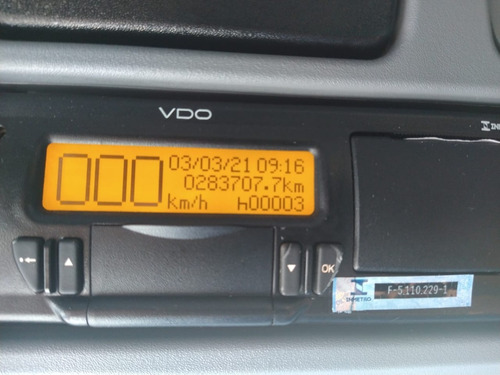 VDO
000
03/03/21 09:16
0283707.7km
km/h h00003
OK
INMETRO
F-5.110.229-1